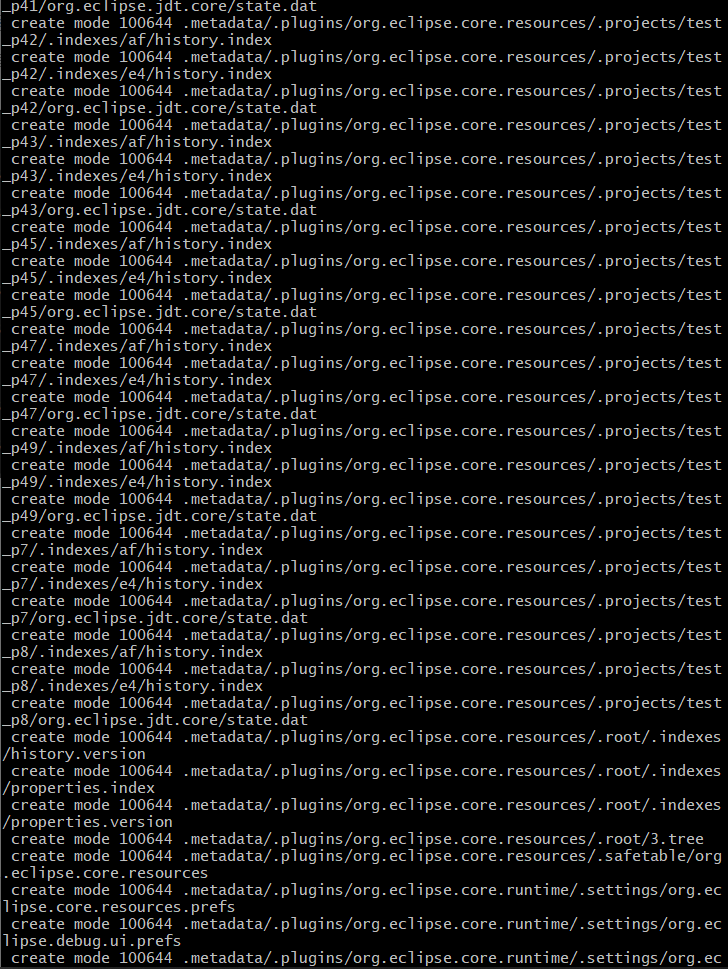 _p41/org.eclipse.jdt.core/state.dat
 create mode 100644 .metadata/.plugins/org.eclipse.core.resources/.projects/test
_p42/.indexes/af/history.index
 create mode 100644 .metadata/.plugins/org.eclipse.core.resources/.projects/test
_p42/.indexes/e4/history.index
 create mode 100644 .metadata/.plugins/org.eclipse.core.resources/.projects/test
_p42/org.eclipse.jdt.core/state.dat
 create mode 100644 .metadata/.plugins/org.eclipse.core.resources/.projects/test
_p43/.indexes/af/history.index
 create mode 100644 .metadata/.plugins/org.eclipse.core.resources/.projects/test
_p43/.indexes/e4/history.index
 create mode 100644 .metadata/.plugins/org.eclipse.core.resources/.projects/test
_p43/org.eclipse.jdt.core/state.dat
 create mode 100644 .metadata/.plugins/org.eclipse.core.resources/.projects/test
_p45/.indexes/af/history.index
 create mode 100644 .metadata/.plugins/org.eclipse.core.resources/.projects/test
_p45/.indexes/e4/history.index
 create mode 100644 .metadata/.plugins/org.eclipse.core.resources/.projects/test
_p45/org.eclipse.jdt.core/state.dat
 create mode 100644 .metadata/.plugins/org.eclipse.core.resources/.projects/test
_p47/.indexes/af/history.index
 create mode 100644 .metadata/.plugins/org.eclipse.core.resources/.projects/test
_p47/.indexes/e4/history.index
 create mode 100644 .metadata/.plugins/org.eclipse.core.resources/.projects/test
_p47/org.eclipse.jdt.core/state.dat
 create mode 100644 .metadata/.plugins/org.eclipse.core.resources/.projects/test
_p49/.indexes/af/history.index
 create mode 100644 .metadata/.plugins/org.eclipse.core.resources/.projects/test
_p49/.indexes/e4/history.index
 create mode 100644 .metadata/.plugins/org.eclipse.core.resources/.projects/test
_p49/org.eclipse.jdt.core/state.dat
 create mode 100644 .metadata/.plugins/org.eclipse.core.resources/.projects/test
_p7/.indexes/af/history.index
 create mode 100644 .metadata/.plugins/org.eclipse.core.resources/.projects/test
_p7/.indexes/e4/history.index
 create mode 100644 .metadata/.plugins/org.eclipse.core.resources/.projects/test
_p7/org.eclipse.jdt.core/state.dat
 create mode 100644 .metadata/.plugins/org.eclipse.core.resources/.projects/test
_p8/.indexes/af/history.index
 create mode 100644 .metadata/.plugins/org.eclipse.core.resources/.projects/test
_p8/.indexes/e4/history.index
 create mode 100644 .metadata/.plugins/org.eclipse.core.resources/.projects/test
_p8/org.eclipse.jdt.core/state.dat
 create mode 100644 .metadata/.plugins/org.eclipse.core.resources/.root/.indexes
/history.version
 create mode 100644 .metadata/.plugins/org.eclipse.core.resources/.root/.indexes
/properties.index
 create mode 100644 .metadata/.plugins/org.eclipse.core.resources/.root/.indexes
/properties.version
 create mode 100644 .metadata/.plugins/org.eclipse.core.resources/.root/3.tree
 create mode 100644 .metadata/.plugins/org.eclipse.core.resources/.safetable/org
.eclipse.core.resources
 create mode 100644 .metadata/.plugins/org.eclipse.core.runtime/.settings/org.ec
lipse.core.resources.prefs
 create mode 100644 .metadata/.plugins/org.eclipse.core.runtime/.settings/org.ec
lipse.debug.ui.prefs
 create mode 100644 .metadata/.plugins/org.eclipse.core.runtime/.settings/org.ec